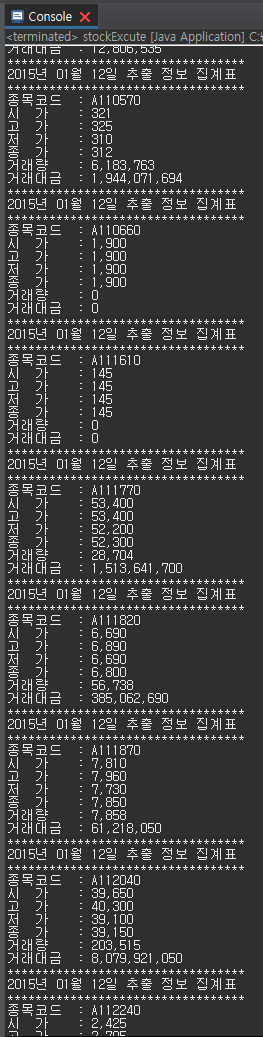 Console
<terminated> stockExcute [Java Application] C:\
거래대금 : 12,806,535
**************************
2015년 01월 12일 추출 정보 집계표
**************************
종목코드 : A110570
시 가 : 321
고 가 : 325
저 가 : 310
종 가 : 312
거래량 : 6,183,763
거래대금 : 1,944,071,694
**************************
2015년 01월 12일 추출 정보 집계표
**************************
종목코드 : A110660
시 가 : 1,900
고 가 : 1,900
저 가 : 1,900
종 가 : 1,900
거래량 : 0
거래대금 : 0
**************************
2015년 01월 12일 추출 정보 집계표
**************************
종목코드 : A111610
시 가 : 145
고 가 : 145
저 가 : 145
종 가 : 145
거래량 : 0
거래대금 : 0
**************************
2015년 01월 12일 추출 정보 집계표
**************************
종목코드 : A111770
시 가 : 53,400
고 가 : 53,400
저 가 : 52,200
종 가 : 52,300
거래량 : 28,704
거래대금 : 1,513,641,700
**************************
2015년 01월 12일 추출 정보 집계표
**************************
종목코드 : A111820
시 가 : 6,690
고 가 : 6,890
저 가 : 6,690
종 가 : 6,800
거래량 : 56,738
거래대금 : 385,062,690
**************************
2015년 01월 12일 추출 정보 집계표
**************************
종목코드 : A111870
시 가 : 7,810
고 가 : 7,960
저 가 : 7,730
종 가 : 7,850
거래량 : 7,858
거래대금 : 61,218,050
**************************
2015년 01월 12일 추출 정보 집계표
**************************
종목코드 : A112040
시 가 : 39,650
고 가 : 40,300
저 가 : 39,100
종 가 : 39,150
거래량 : 203,515
거래대금 : 8,079,921,050
**************************
2015년 01월 12일 추출 정보 집계표
**************************
종목코드 : A112240
시 가 : 2,425